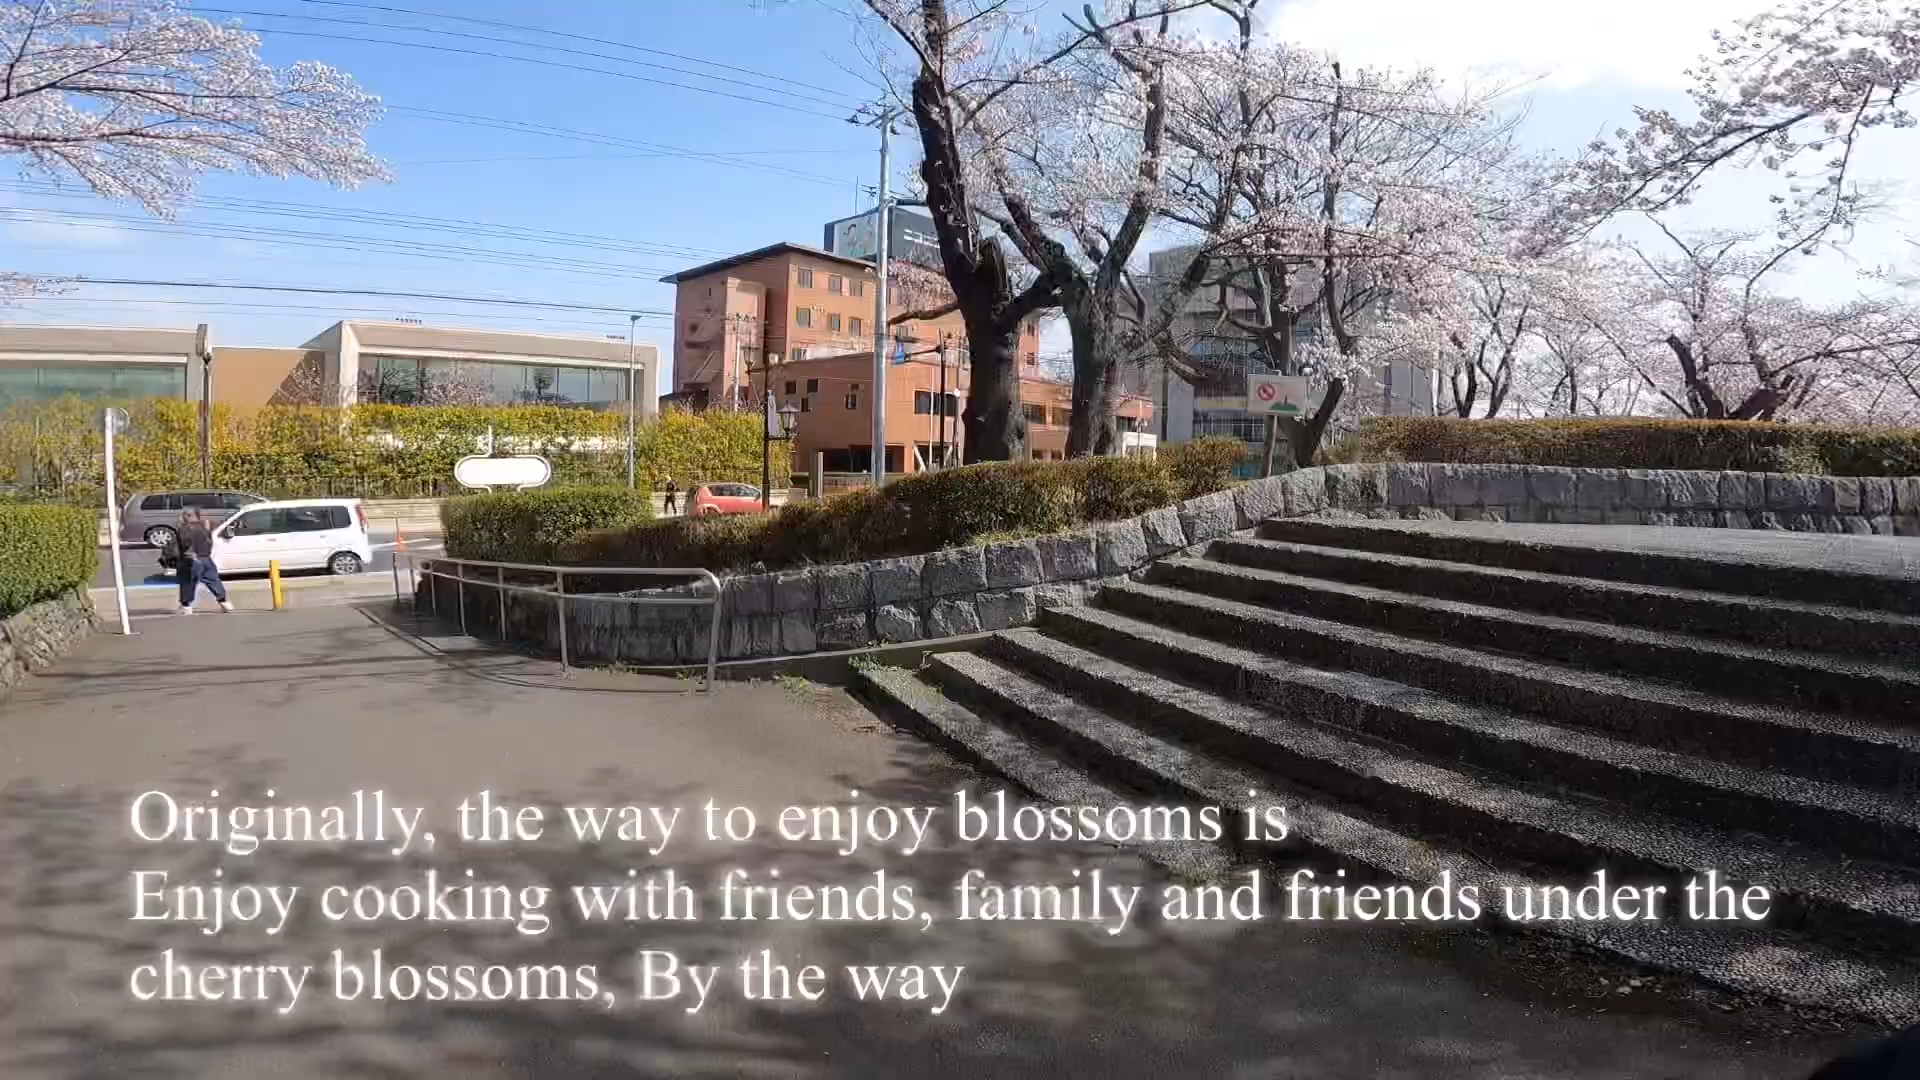 Originally, the way to enjoy blossoms is
Enjoy cooking with friends, family and friends under the
cherry blossoms, By the way